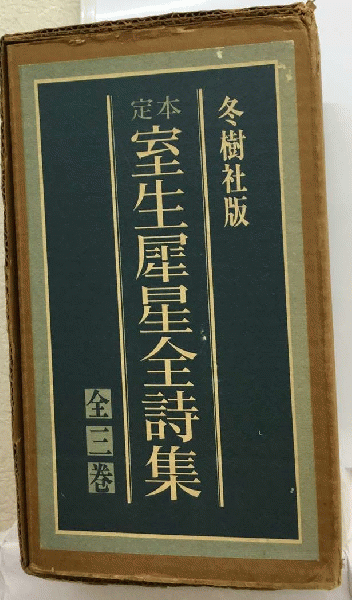 冬樹社版
定本
室生犀星全詩集
全三巻